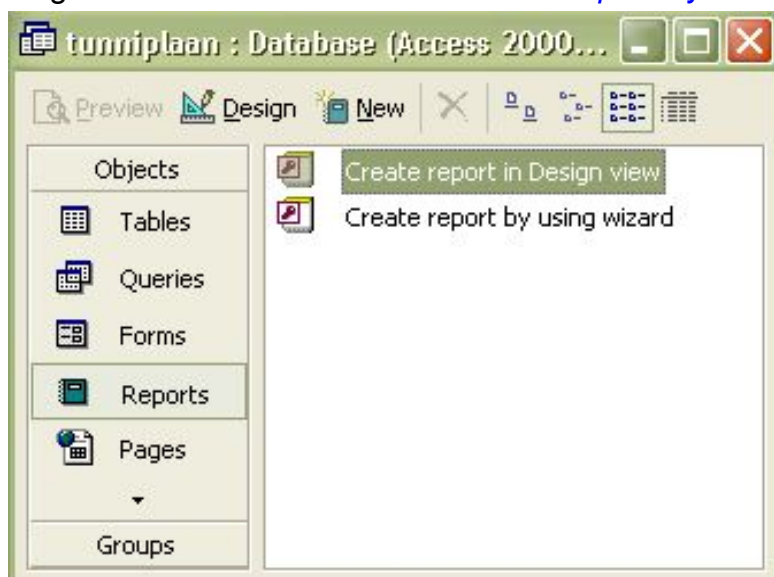 tunniplaan : Database (Access 2000...
Preview Design New
Objects
Tables
Queries
Forms
Reports
Pages
Groups
Create report in Design view
Create report by using wizard